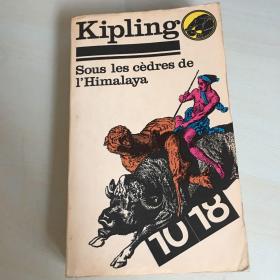 Kipling
Sous les cèdres de
l'Himalaya
10
18